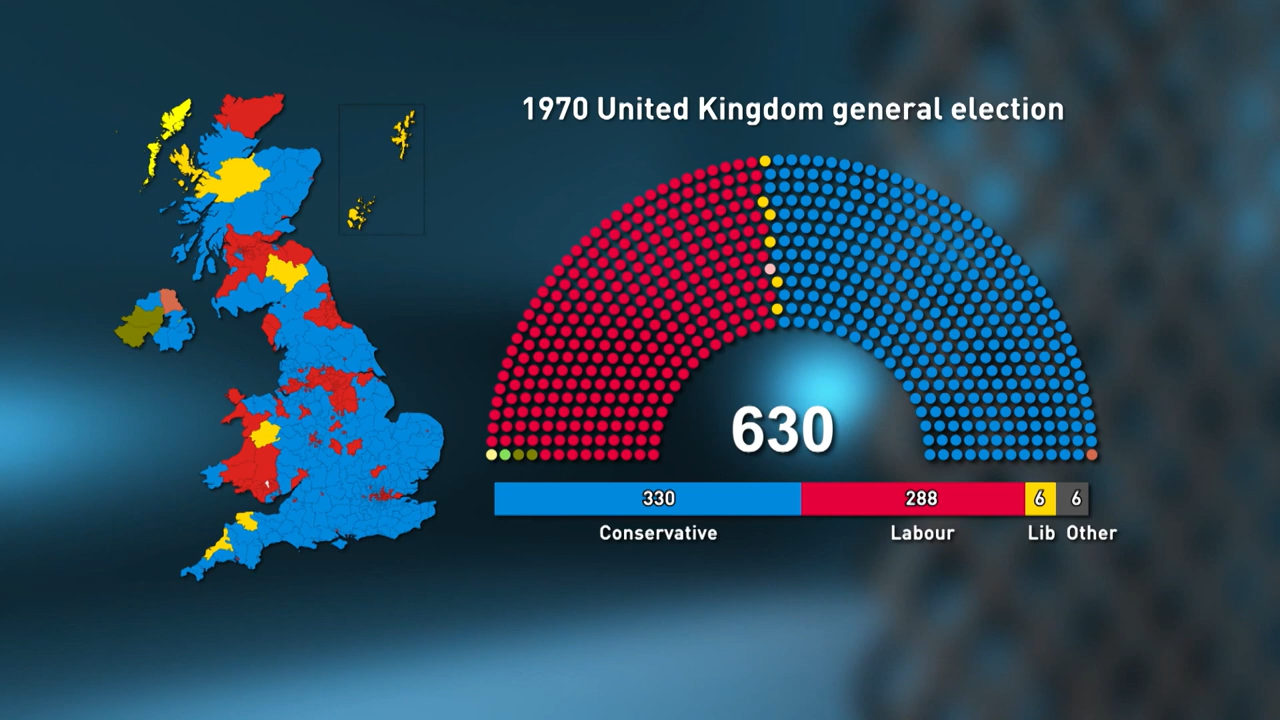 1970 United Kingdom general election
630
330 288 6 6
Conservative Labour Lib Other